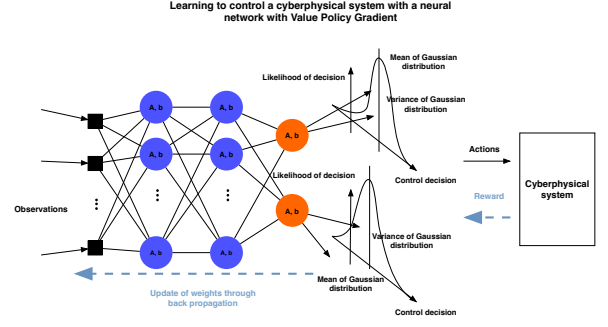 Learning to control a cyberphysical system with a neural
network with Value Policy Gradient
Mean of Gaussian
distribution
Likelihood of decision
A, b
A, b
Variance of Gaussian
distribution
A, b
Actions
A, b
A, b
Likelihood of decision
Control decision
Cyberphysical
system
Reward
Observations
A, b
Variance of Gaussian
distribution
A, b
A, b
Mean of Gaussian
distribution
Update of weights through
back propagation
Control decision